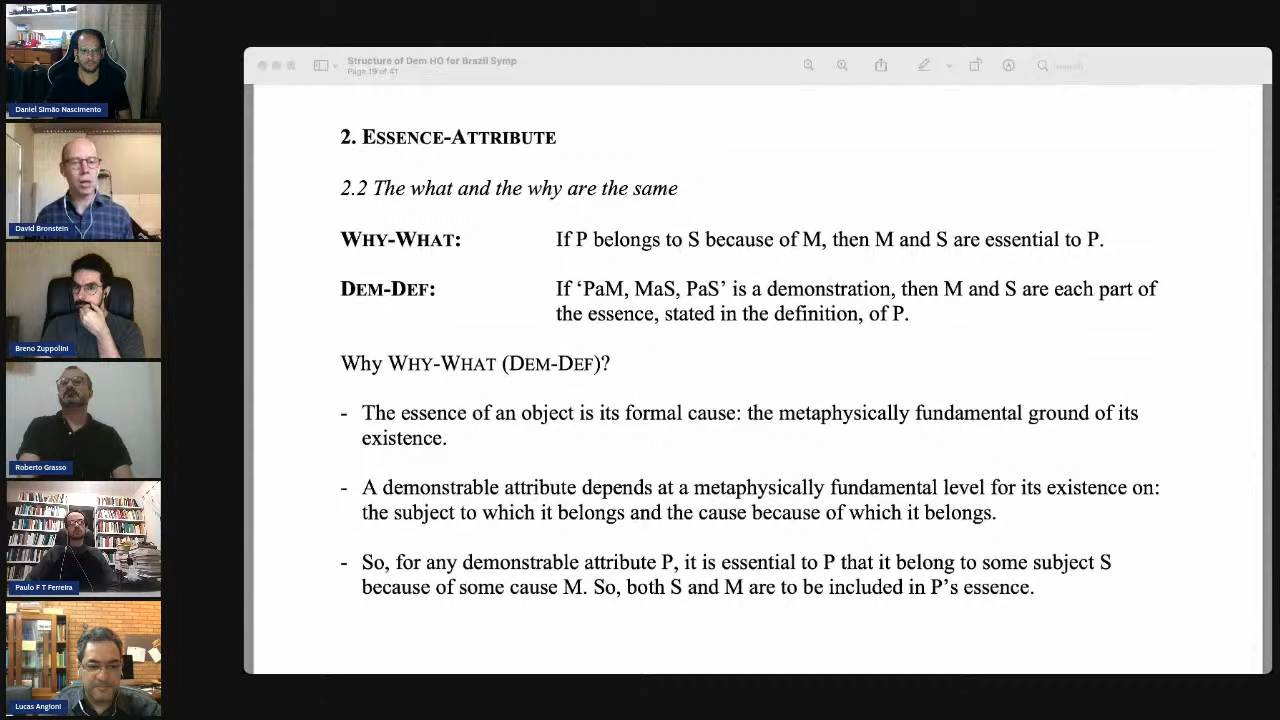 Daniel Simão Nascimento
David Bronstein
Breno Zuppolini
Roberto Grasso
Paulo F T Ferreira
Lucas Angioni
Structure of Dem HO for Brazil Symp
Page 19 of 41
Search
2. ESSENCE-ATTRIBUTE
2.2 The what and the why are the same
WHY-WHAT: If P belongs to S because of M, then M and S are essential to P.
DEM-DEF: If ‘PaM, MaS, PaS’ is a demonstration, then M and S are each part of
the essence, stated in the definition, of P.
Why WHY-WHAT (DEM-DEF)?
- The essence of an object is its formal cause: the metaphysically fundamental ground of its
existence.
- A demonstrable attribute depends at a metaphysically fundamental level for its existence on:
the subject to which it belongs and the cause because of which it belongs.
- So, for any demonstrable attribute P, it is essential to P that it belong to some subject S
because of some cause M. So, both S and M are to be included in P’s essence.